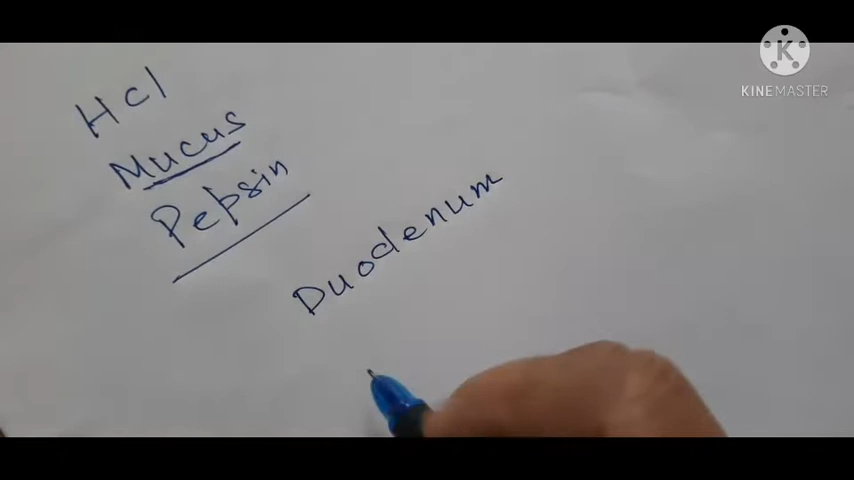 KINEMASTER
HCl
Mucus
Pepsin
Duodenum